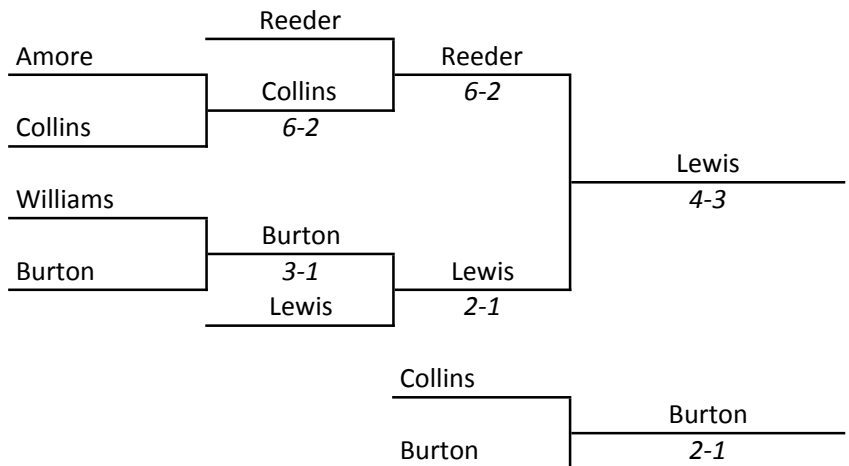 Reeder
Amore
Reeder
Collins
6-2
6-2
Collins
Lewis
4-3
Williams
Burton
3-1
Burton
Lewis
2-1
Lewis
Collins
Burton
2-1
Burton